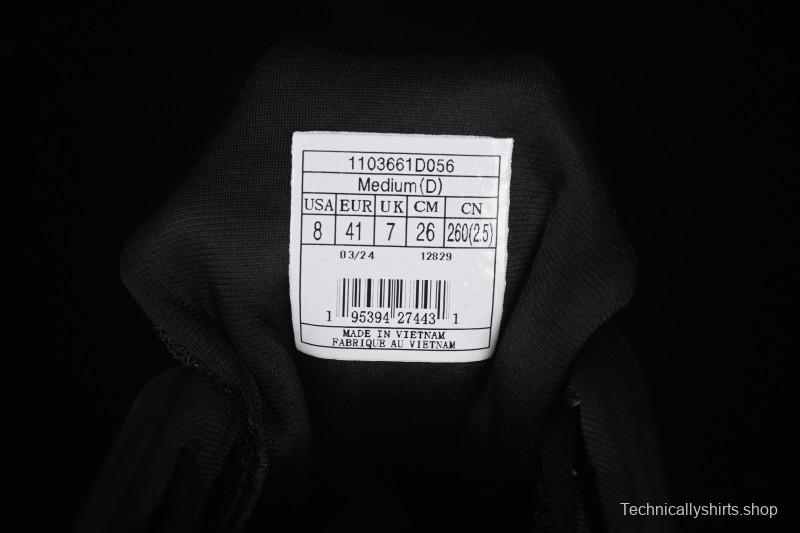 1103661D056
Medium(D)
USA EUR UK CM CN
8 41 7 26 260(2.5)
03/24 12829
1 95394 27443 1
MADE IN VIETNAM
FABRIQUE AU VIETNAM
Technicallyshirts.shop